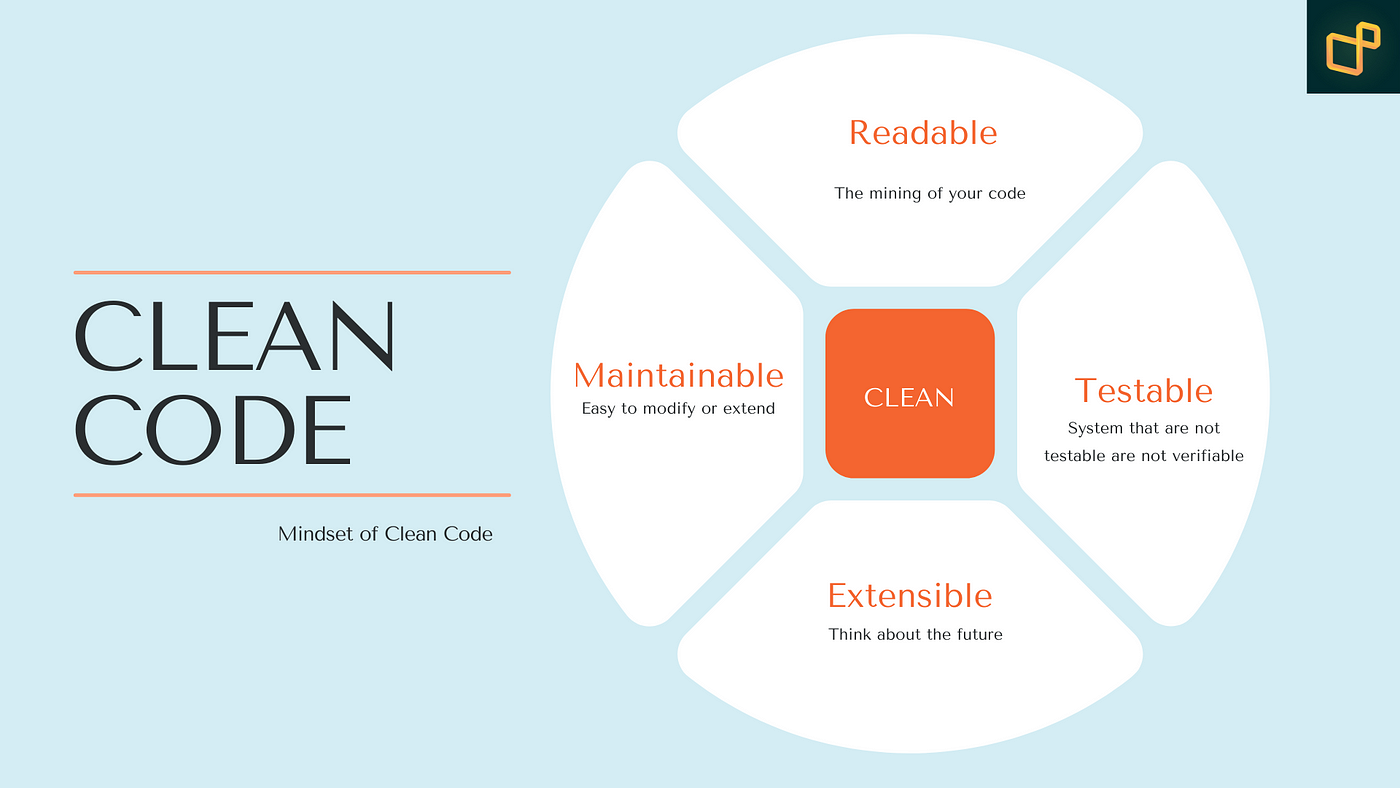 CLEAN
CODE
Mindset of Clean Code
Readable
The mining of your code
Maintainable
Easy to modify or extend
CLEAN
Testable
System that are not
testable are not verifiable
Extensible
Think about the future